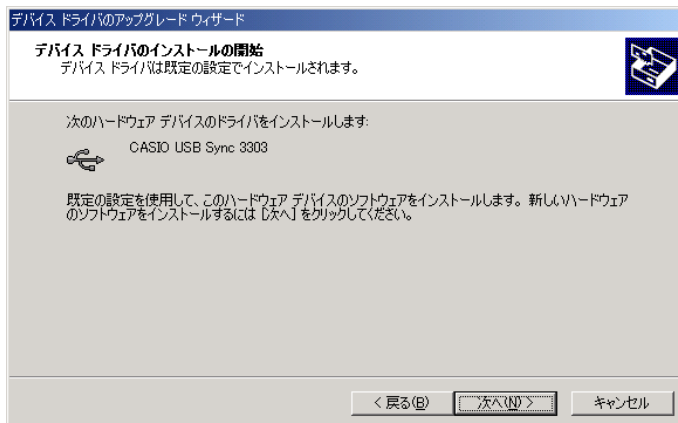 デバイス ドライバのアップグレード ウィザード
デバイス ドライバのインストールの開始
デバイス ドライバは既定の設定でインストールされます。
次のハードウェア デバイスのドライバをインストールします:
CASIO USB Sync 3303
既定の設定を使用して、このハードウェア デバイスのソフトウェアをインストールします。新しいハードウェア
のソフトウェアをインストールするには [次へ] をクリックしてください。
< 戻る(B)
次へ(N) >
キャンセル